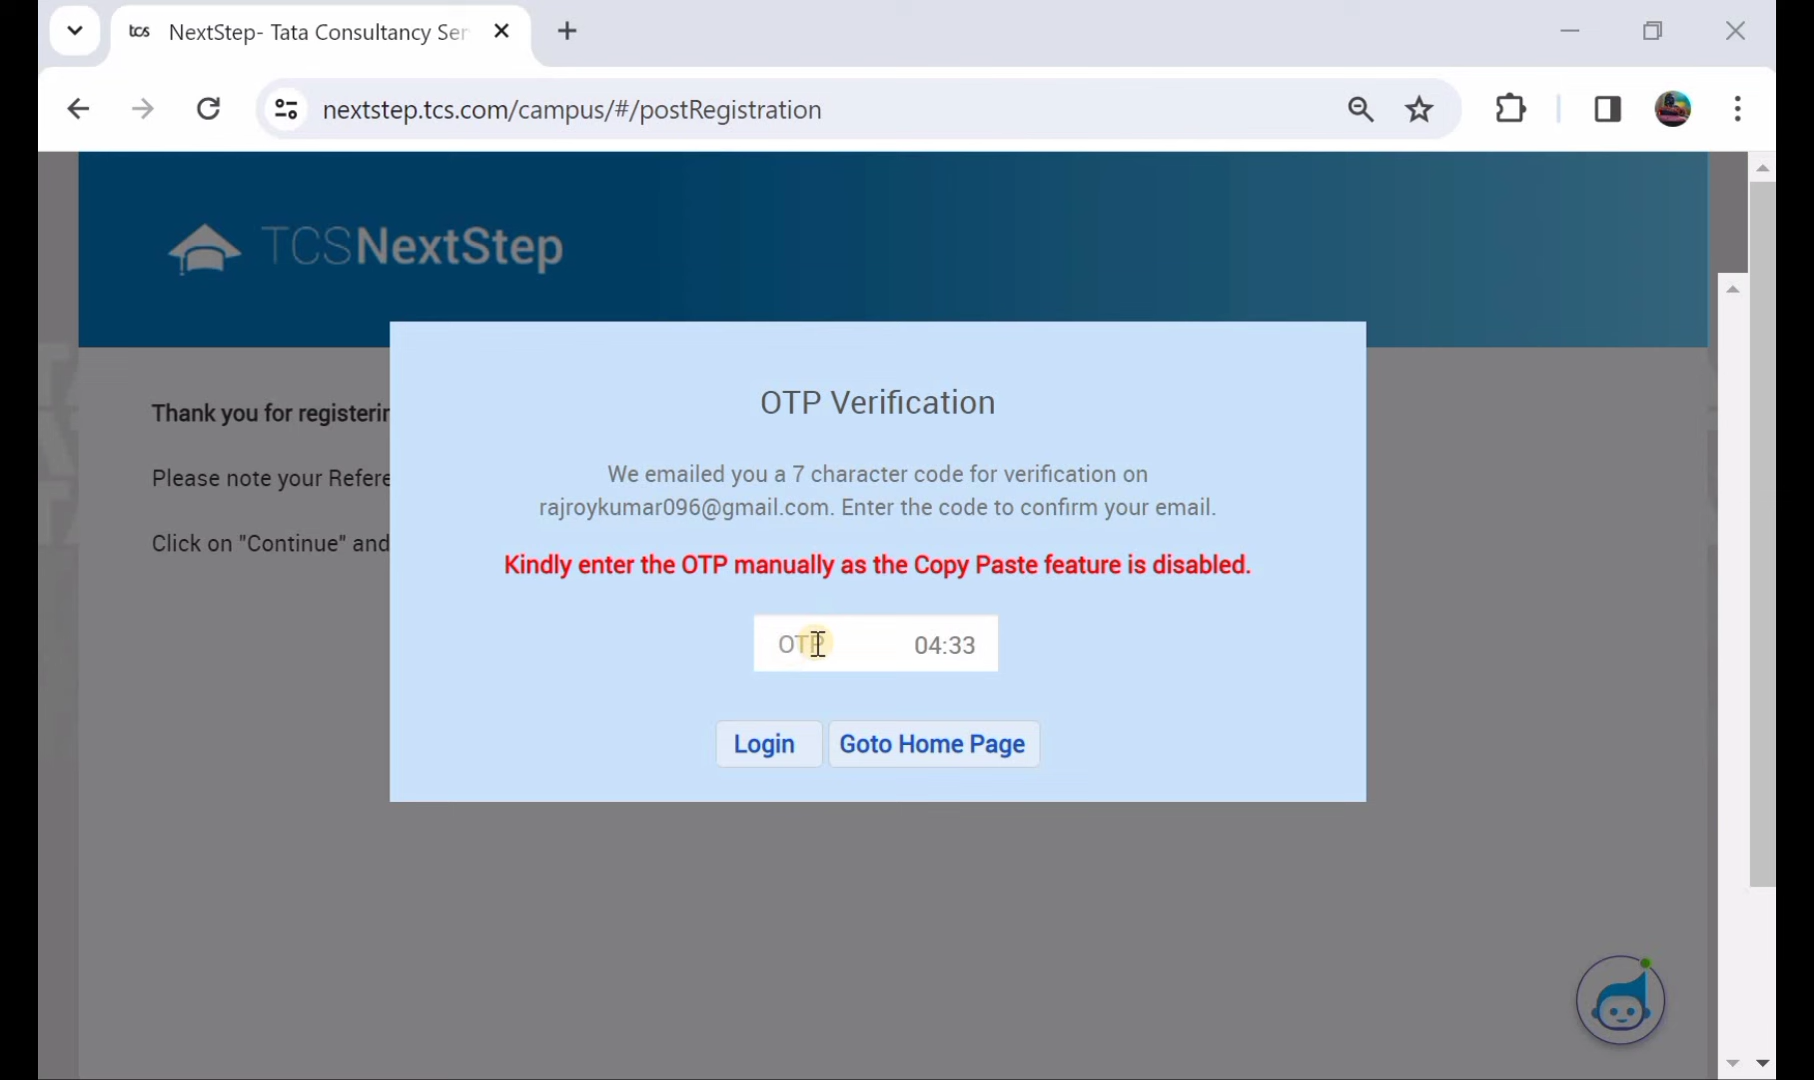 tcs NextStep- Tata Consultancy Ser
nextstep.tcs.com/campus/#/postRegistration
TCSNextStep
OTP Verification
Thank you for registerin
We emailed you a 7 character code for verification on
Please note your Refere
rajroykumar096@gmail.com. Enter the code to confirm your email.
Click on "Continue" and
Kindly enter the OTP manually as the Copy Paste feature is disabled.
OTP 04:33
Login Goto Home Page